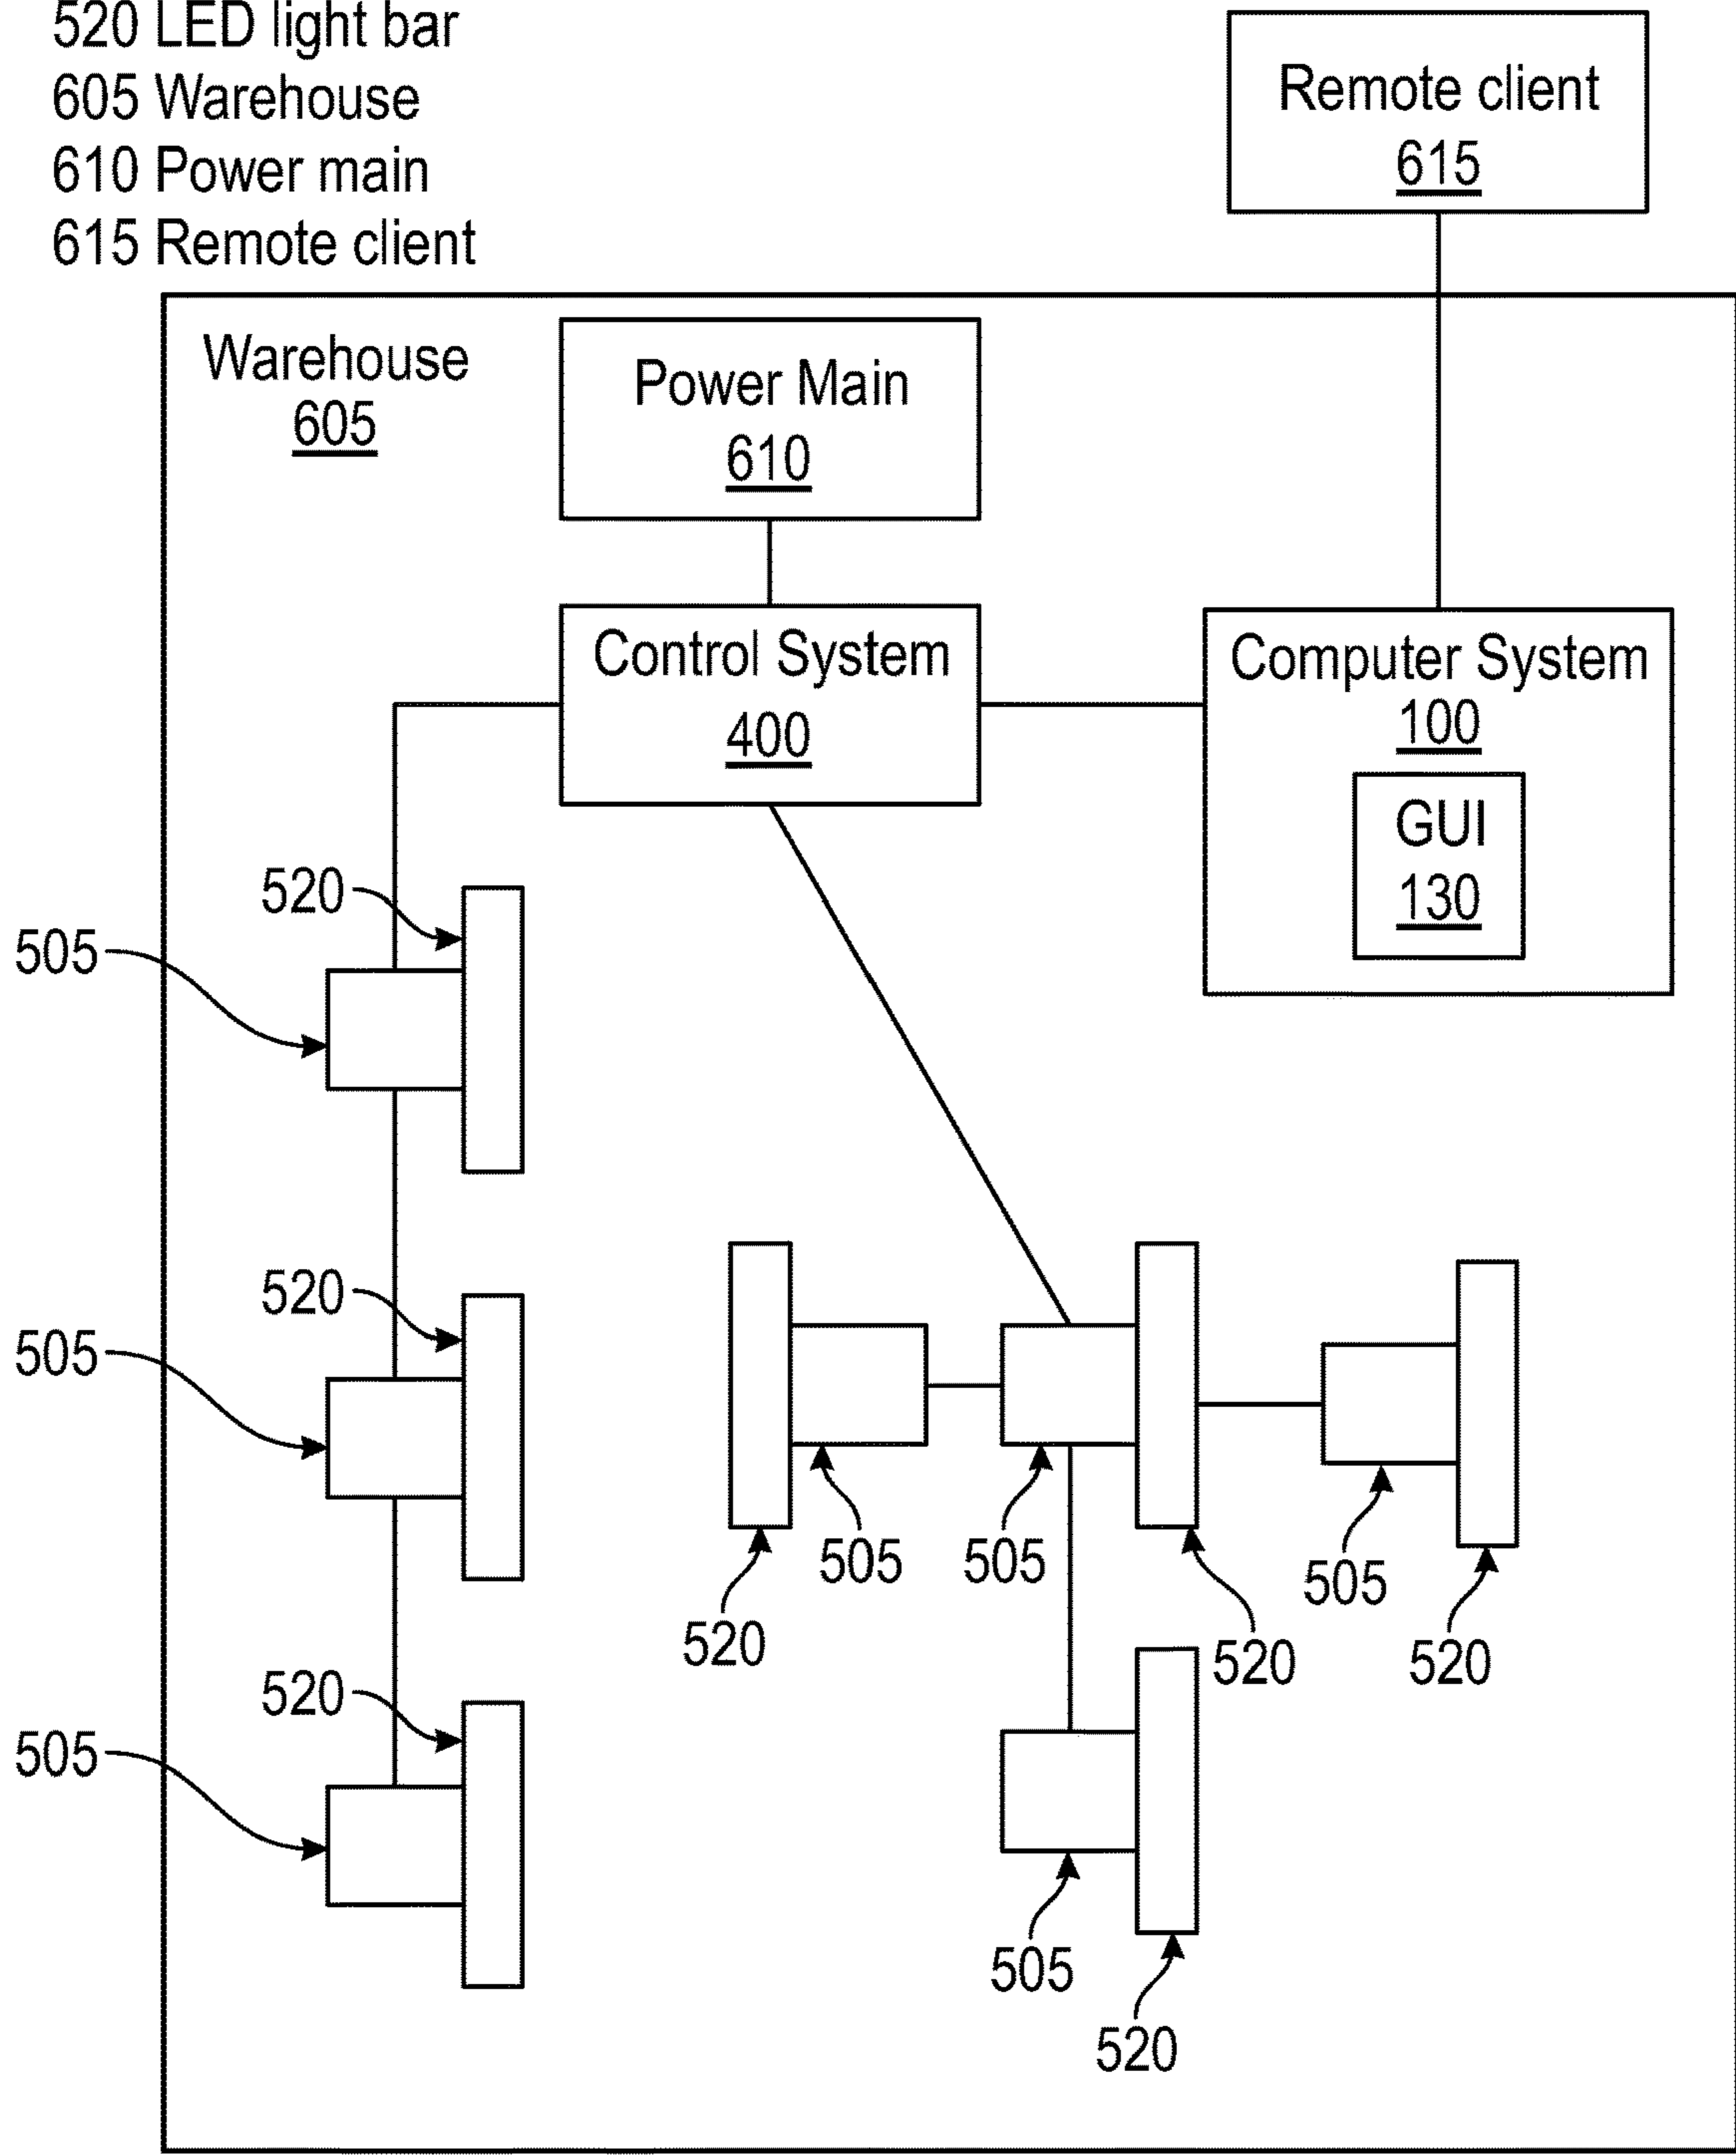 520 LED light bar
605 Warehouse
610 Power main
615 Remote client
Remote client
615
Warehouse
605
Power Main
610
Control System
400
Computer System
100
GUI
130
520
505
520
505
520
505
505
505
505
520
520
520
505
520